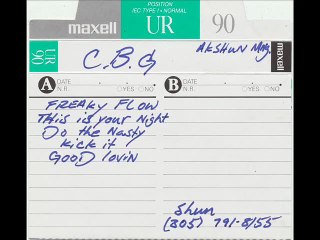 POSITION
IEC TYPE I • NORMAL
maxell UR 90
UR 90
C.B.G
AKSHUN Mag.
maxell
A DATE
N.R. YES NO
B DATE
N.R. YES NO
FREAKY FLOW
This is your Night
Do the Nasty
Kick it
GOOD lovin
Shun
(305) 791-8155